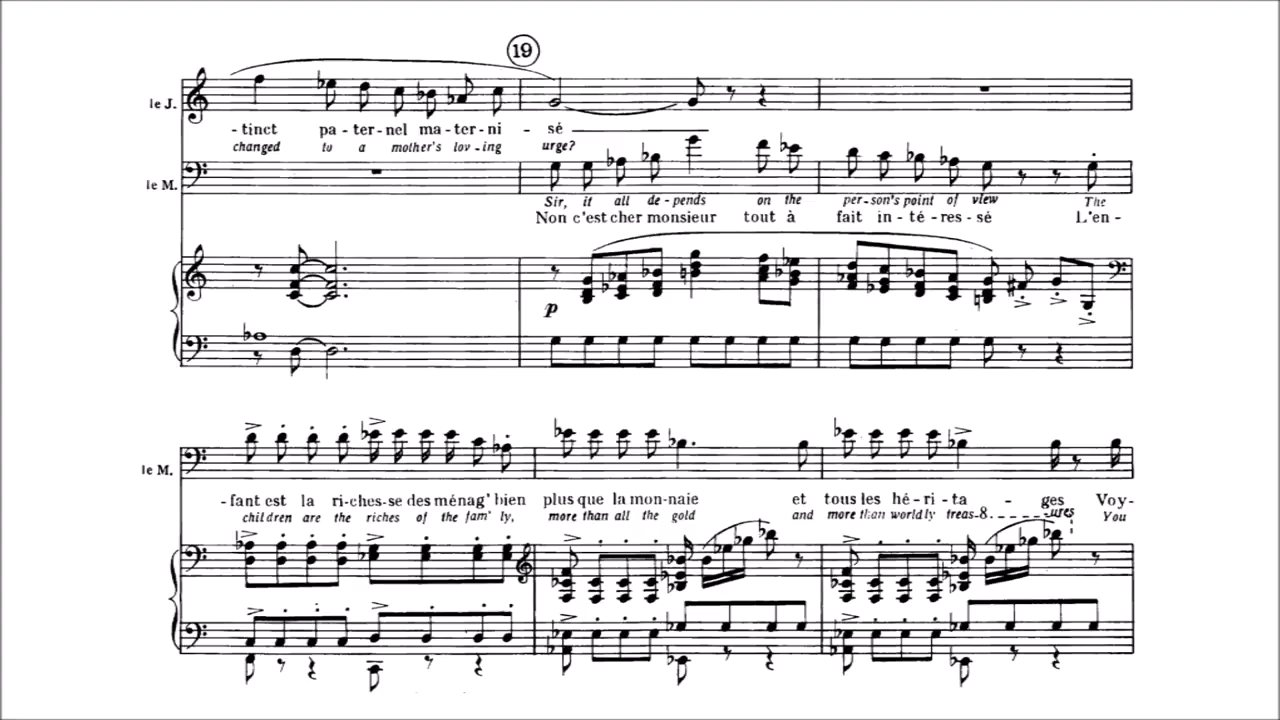 19
le J.
-tinct pa-ter-nel ma-ter-ni-sé
changed to a mother's lov-ing urge?
le M.
Sir, it all de-pends on the per-son's point of view The
Non c'est cher monsieur tout à fait in-té-res-sé L'en-
p
le M.
-fant est la ri-ches-se des ménag' bien plus que la mon-naie et tous les hé-ri-ta-ges Voy-
children are the riches of the fam'ly, more than all the gold and more than worldly treas-ures You
8